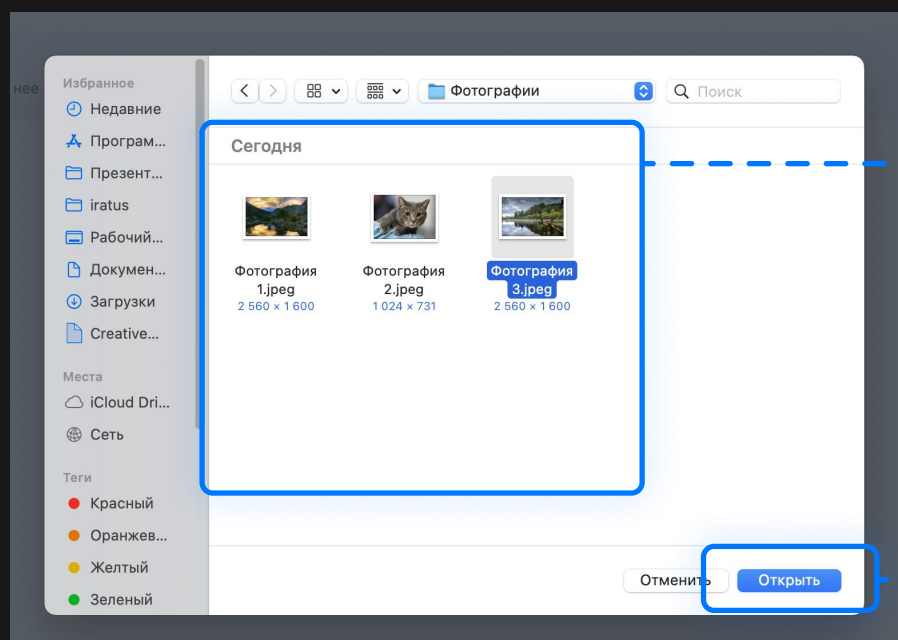 нее
Избранное
Недавние
Програм...
Презент...
iratus
Рабочий...
Докумен...
Загрузки
Creative...
Места
iCloud Dri...
Сеть
Теги
Красный
Оранжев...
Желтый
Зеленый
Фотографии
Поиск
Сегодня
Фотография
1.jpeg
2 560 × 1 600
Фотография
2.jpeg
1 024 × 731
Фотография
3.jpeg
2 560 × 1 600
Отменить
Открыть